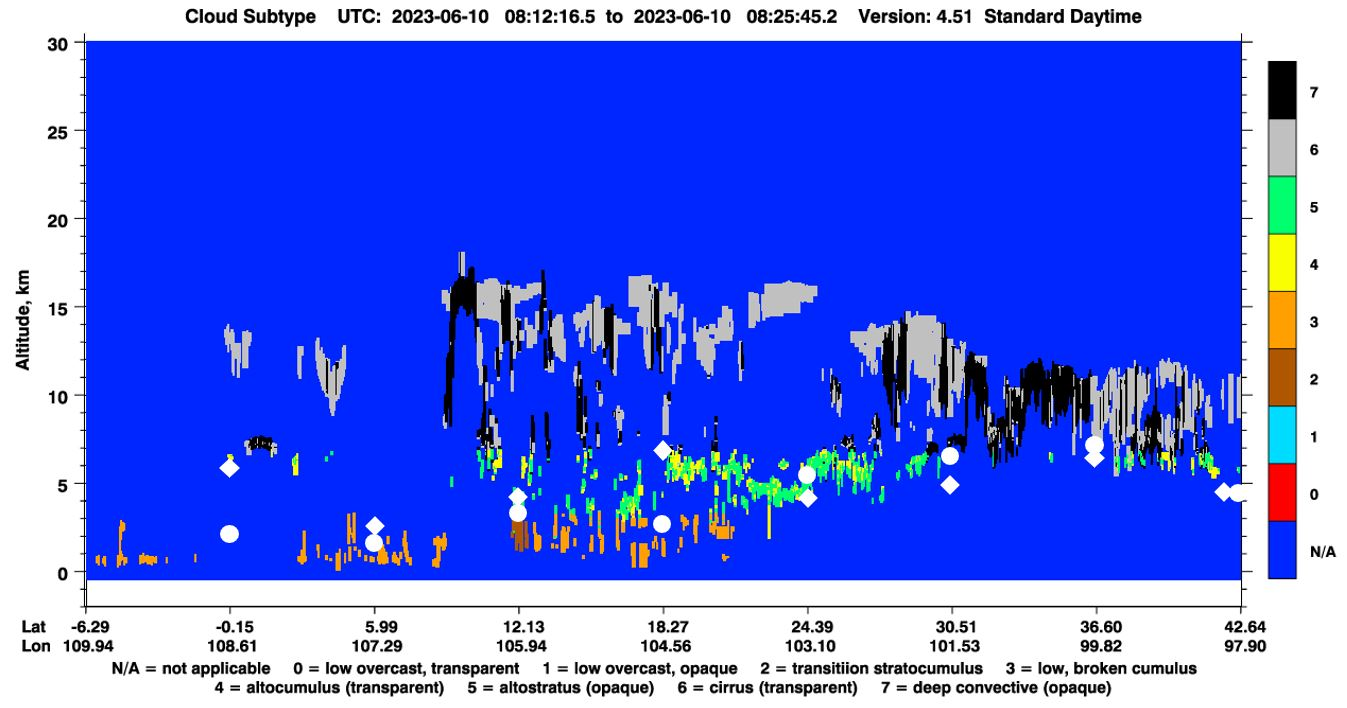 Cloud Subtype UTC: 2023-06-10 08:12:16.5 to 2023-06-10 08:25:45.2 Version: 4.51 Standard Daytime
30
25
20
15
10
5
0
Altitude, km
7
6
5
4
3
2
1
0
N/A
Lat -6.29 -0.15 5.99 12.13 18.27 24.39 30.51 36.60 42.64
Lon 109.94 108.61 107.29 105.94 104.56 103.10 101.53 99.82 97.90
N/A = not applicable 0 = low overcast, transparent 1 = low overcast, opaque 2 = transitiion stratocumulus 3 = low, broken cumulus
4 = altocumulus (transparent) 5 = altostratus (opaque) 6 = cirrus (transparent) 7 = deep convective (opaque)